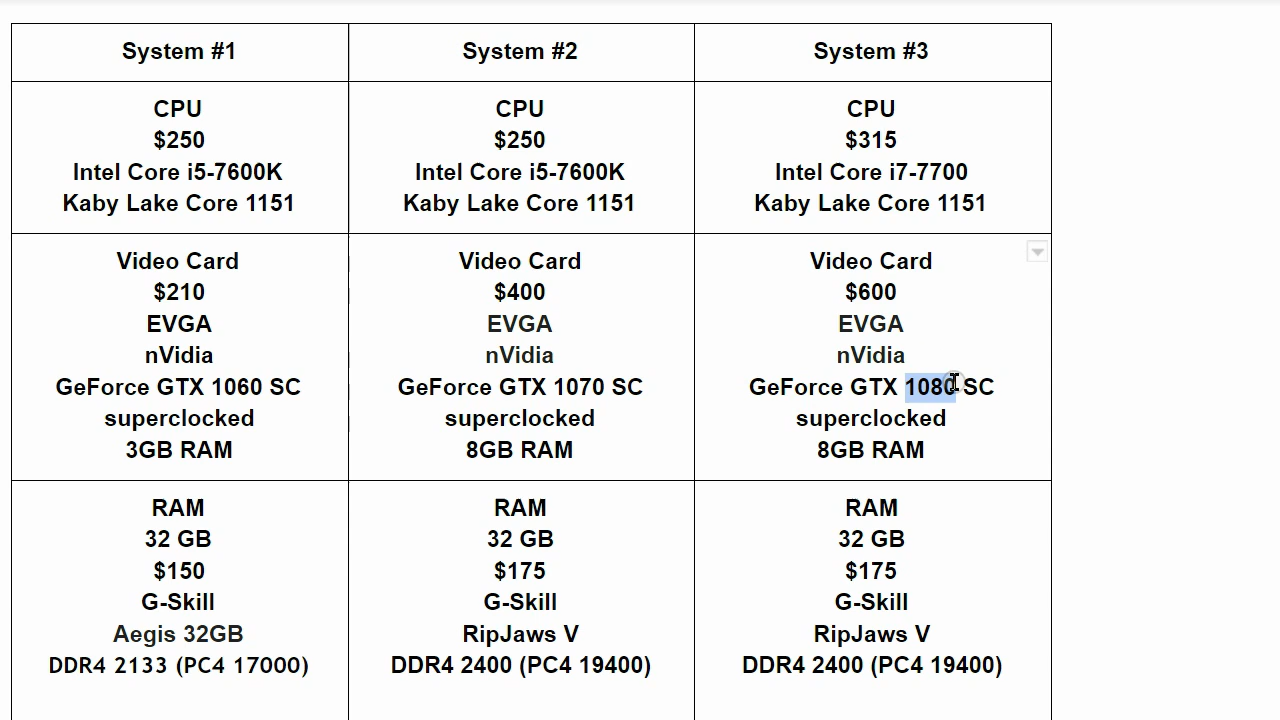 System #1
System #2
System #3
CPU
$250
Intel Core i5-7600K
Kaby Lake Core 1151
CPU
$250
Intel Core i5-7600K
Kaby Lake Core 1151
CPU
$315
Intel Core i7-7700
Kaby Lake Core 1151
Video Card
$210
EVGA
nVidia
GeForce GTX 1060 SC
superclocked
3GB RAM
Video Card
$400
EVGA
nVidia
GeForce GTX 1070 SC
superclocked
8GB RAM
Video Card
$600
EVGA
nVidia
GeForce GTX 1080 SC
superclocked
8GB RAM
RAM
32 GB
$150
G-Skill
Aegis 32GB
DDR4 2133 (PC4 17000)
RAM
32 GB
$175
G-Skill
RipJaws V
DDR4 2400 (PC4 19400)
RAM
32 GB
$175
G-Skill
RipJaws V
DDR4 2400 (PC4 19400)